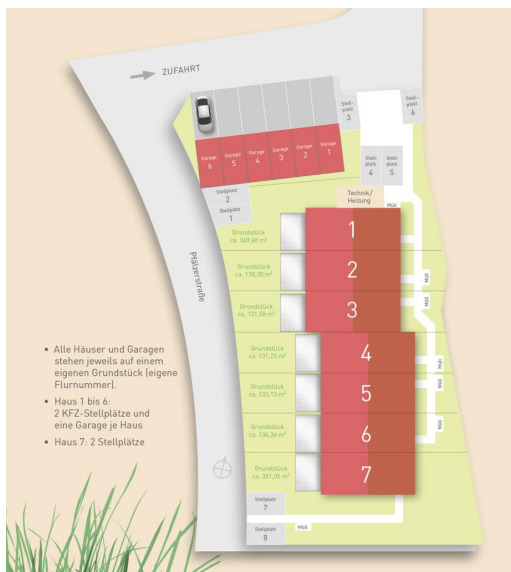 ZUFAHRT
Stell-
platz
3
Stell-
platz
6
Garage
6
Garage
5
Garage
4
Garage
3
Garage
2
Garage
1
Stell-
platz
4
Stell-
platz
5
Stellplatz
2
Stellplatz
1
Technik/
Heizung
Müll
Grundstück
ca. 249,60 m²
1
Grundstück
ca. 138,30 m²
2
Müll
Grundstück
ca. 131,58 m²
3
Müll
Pfälzerstraße
Grundstück
ca. 131,25 m²
4
Müll
Grundstück
ca. 133,13 m²
5
Müll
Grundstück
ca. 136,36 m²
6
Müll
Grundstück
ca. 321,05 m²
7
• Alle Häuser und Garagen
stehen jeweils auf einem
eigenen Grundstück (eigene
Flurnummer).
• Haus 1 bis 6:
2 KFZ-Stellplätze und
eine Garage je Haus
• Haus 7: 2 Stellplätze
Stellplatz
7
Müll
Stellplatz
8